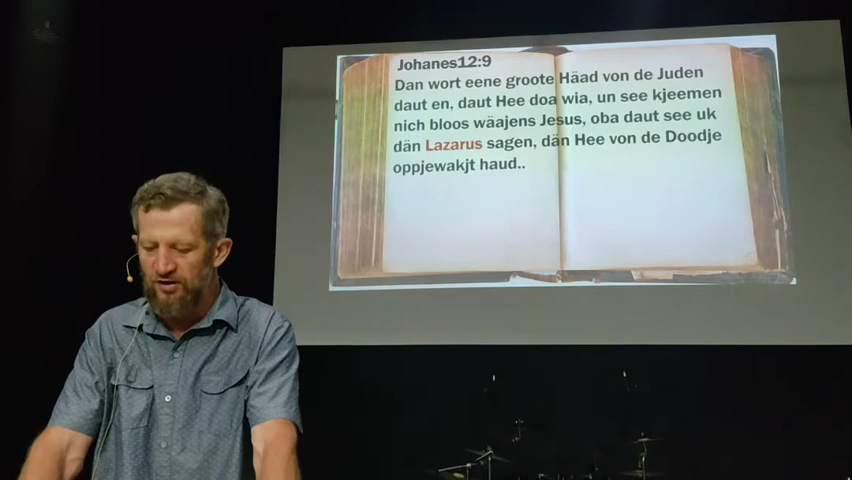 Johanes12:9
Dan wort eene groote Häad von de Juden
daut en, daut Hee doa wia, un see kjeemen
nich bloos wäajens Jesus, oba daut see uk
dän Lazarus sagen, dän Hee von de Doodje
oppjewakjt haud..